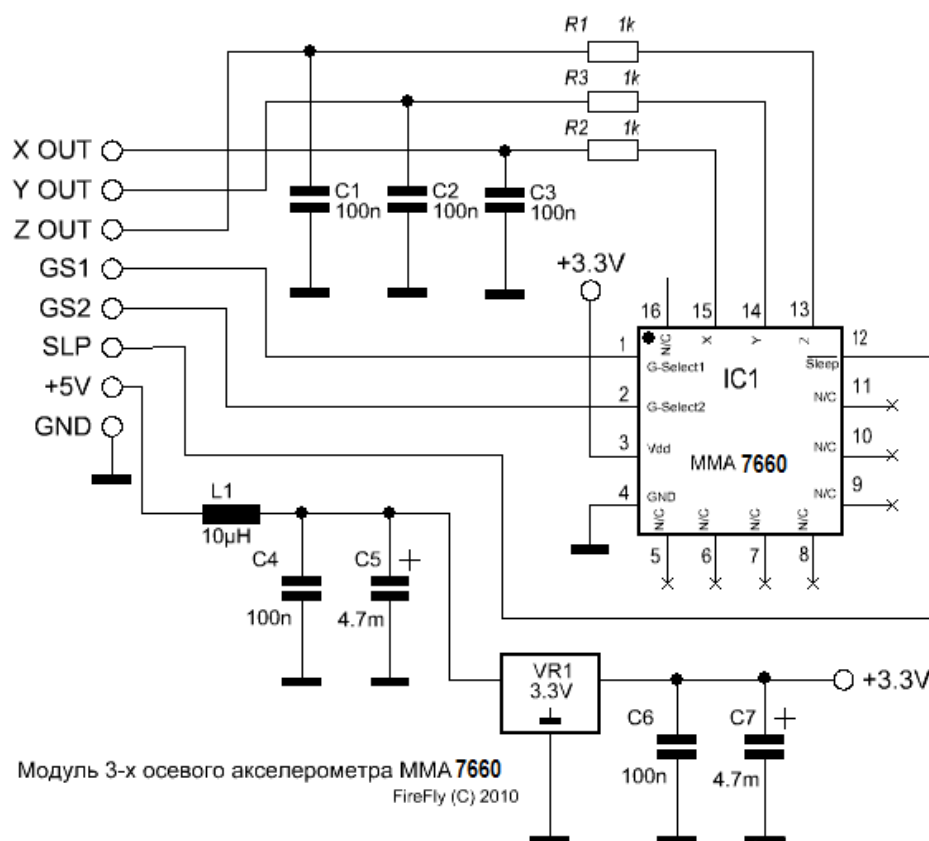 R1 1k
R3 1k
R2 1k
X OUT
Y OUT
Z OUT
GS1
GS2
SLP
+5V
GND
C1
100n
C2
100n
C3
100n
+3.3V
16 15 14 13
N/C X Y Z
1 G-Select1
2 G-Select2
3 Vdd
4 GND
IC1
MMA 7660
Sleep 12
N/C 11
N/C 10
N/C 9
N/C N/C N/C N/C
5 6 7 8
L1
10µH
C4
100n
C5 +
4.7m
VR1
3.3V
+3.3V
C6
100n
C7 +
4.7m
Модуль 3-х осевого акселерометра MMA 7660
FireFly (C) 2010